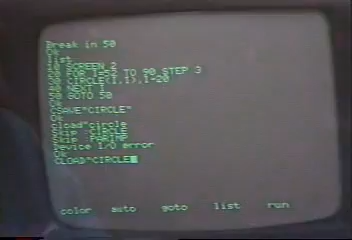 Break in 50
Ok
list
10 SCREEN 2
20 FOR I=52 TO 90 STEP 3
30 CIRCLE(I,I),I-20
40 NEXT I
50 GOTO 50
Ok
CSAVE"CIRCLE"
Ok
cload"circle
Skip :CIRCLE
Skip :
Device I/O error
Ok
CLOAD"CIRCLE
color auto goto list run